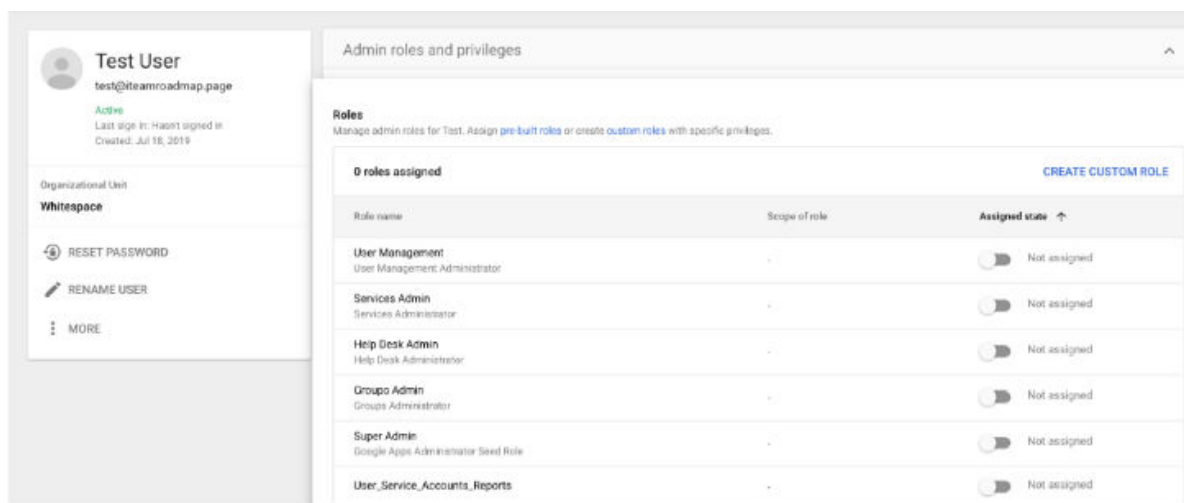 Test User
test@iteamroadmap.page
Active
Last sign in: Hasn't signed in
Created: Jul 18, 2019
Organizational Unit
Whitespace
RESET PASSWORD
RENAME USER
MORE
Admin roles and privileges
Roles
Manage admin roles for Test. Assign pre-built roles or create custom roles with specific privileges.
0 roles assigned CREATE CUSTOM ROLE
Role name Scope of role Assigned state
User Management Not assigned
User Management Administrator
Services Admin Not assigned
Services Administrator
Help Desk Admin Not assigned
Help Desk Administrator
Groups Admin Not assigned
Groups Administrator
Super Admin Not assigned
Google Apps Administrator Seed Role
User_Service_Accounts_Reports Not assigned